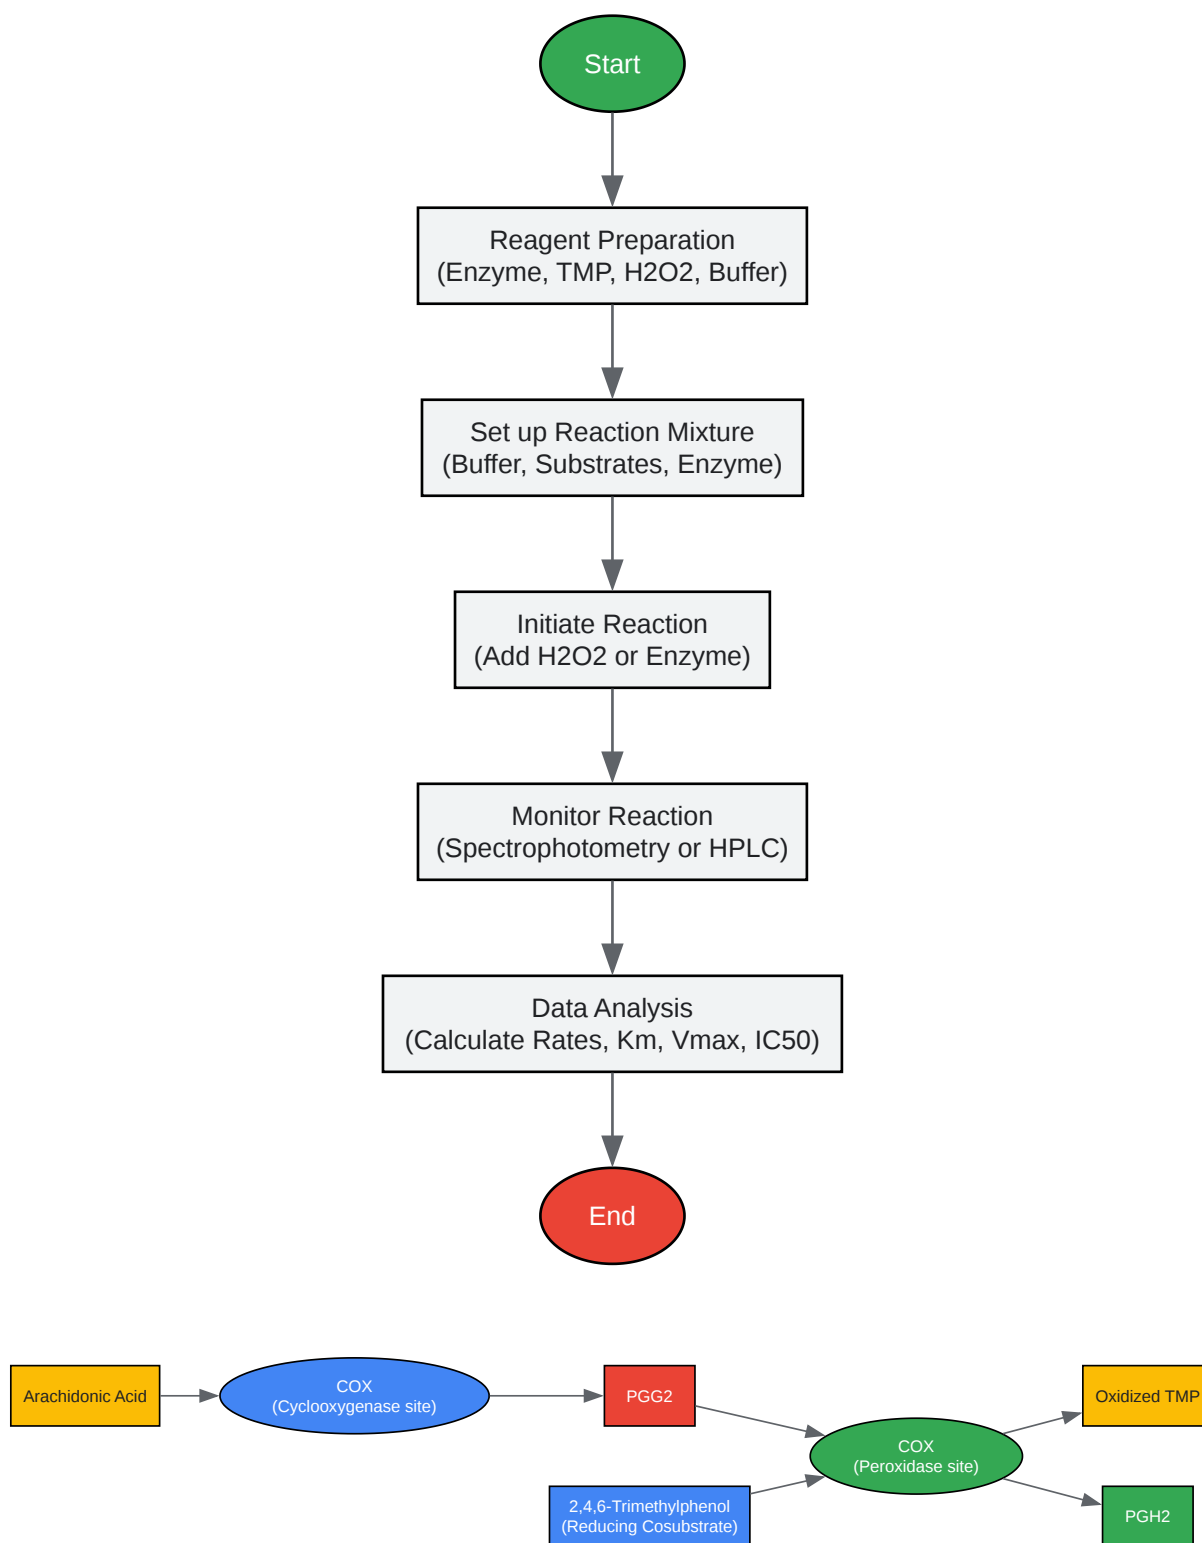 Start
Reagent Preparation
(Enzyme, TMP, H2O2, Buffer)
Set up Reaction Mixture
(Buffer, Substrates, Enzyme)
Initiate Reaction
(Add H2O2 or Enzyme)
Monitor Reaction
(Spectrophotometry or HPLC)
Data Analysis
(Calculate Rates, Km, Vmax, IC50)
End
Arachidonic Acid
COX
(Cyclooxygenase site)
PGG2
2,4,6-Trimethylphenol
(Reducing Cosubstrate)
COX
(Peroxidase site)
Oxidized TMP
PGH2